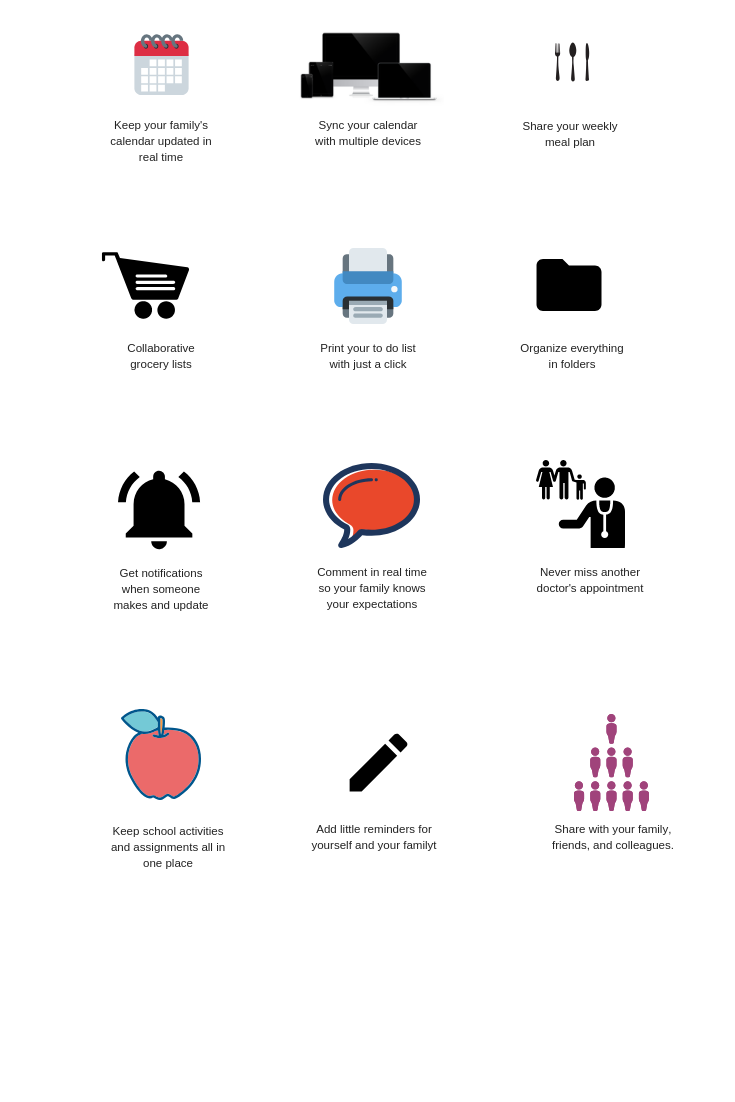 Keep your family's
calendar updated in
real time
Sync your calendar
with multiple devices
Share your weekly
meal plan
Collaborative
grocery lists
Print your to do list
with just a click
Organize everything
in folders
Get notifications
when someone
makes and update
Comment in real time
so your family knows
your expectations
Never miss another
doctor's appointment
Keep school activities
and assignments all in
one place
Add little reminders for
yourself and your familyt
Share with your family,
friends, and colleagues.